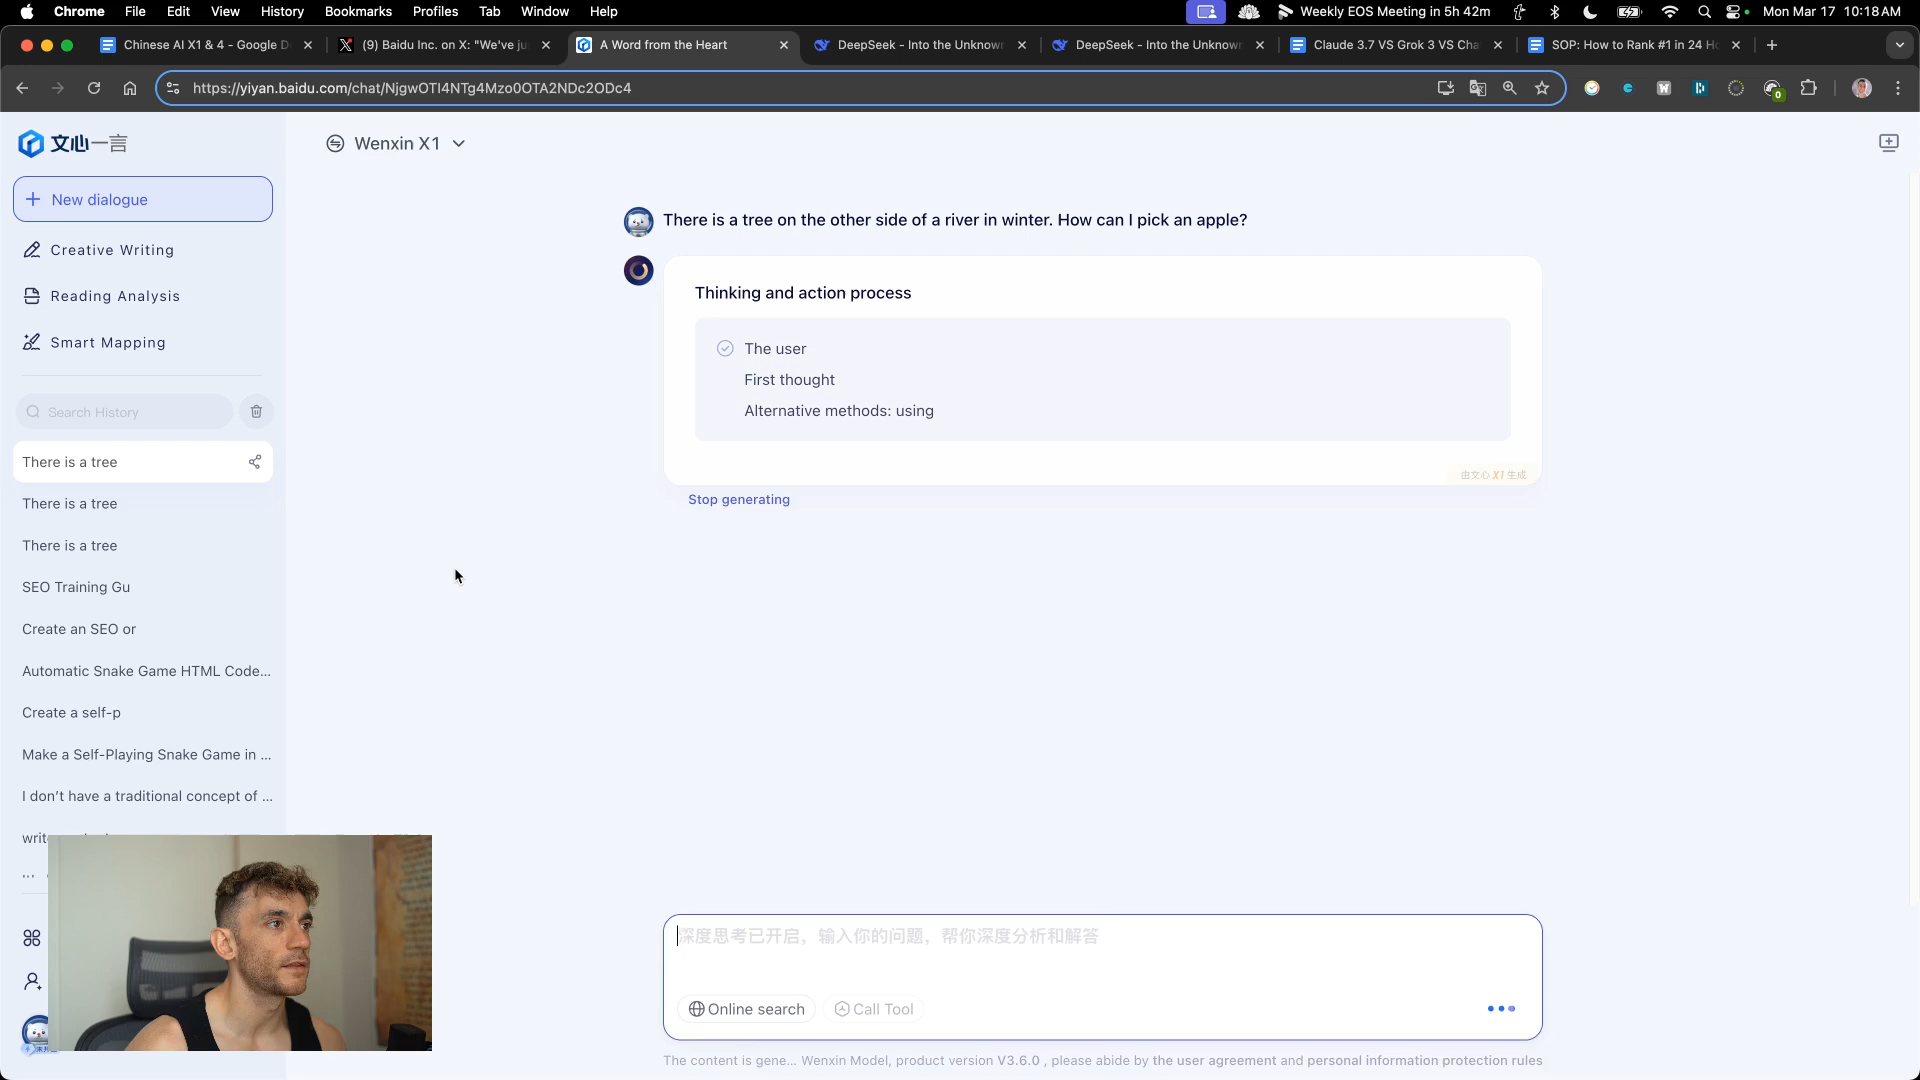 Chrome File Edit View History Bookmarks Profiles Tab Window Help Weekly EOS Meeting in 5h 42m Mon Mar 17 10:18 AM
Chinese AI X1 & 4 - Google D
(9) Baidu Inc. on X: "We've ju
A Word from the Heart
DeepSeek - Into the Unknown
DeepSeek - Into the Unknown
Claude 3.7 VS Grok 3 VS Cha
SOP: How to Rank #1 in 24 Ho
https://yiyan.baidu.com/chat/NjgwOTI4NTg4Mzo0OTA2NDc2ODc4
0
文心一言
New dialogue
Creative Writing
Reading Analysis
Smart Mapping
Search History
There is a tree
There is a tree
There is a tree
SEO Training Gu
Create an SEO or
Automatic Snake Game HTML Code...
Create a self-p
Make a Self-Playing Snake Game in ...
I don't have a traditional concept of ...
Wenxin X1
There is a tree on the other side of a river in winter. How can I pick an apple?
Thinking and action process
The user
First thought
Alternative methods: using
由文心 X1 生成
Stop generating
深度思考已开启，输入你的问题，帮你深度分析和解答
Online search
Call Tool
The content is gene... Wenxin Model, product version V3.6.0 , please abide by the user agreement and personal information protection rules